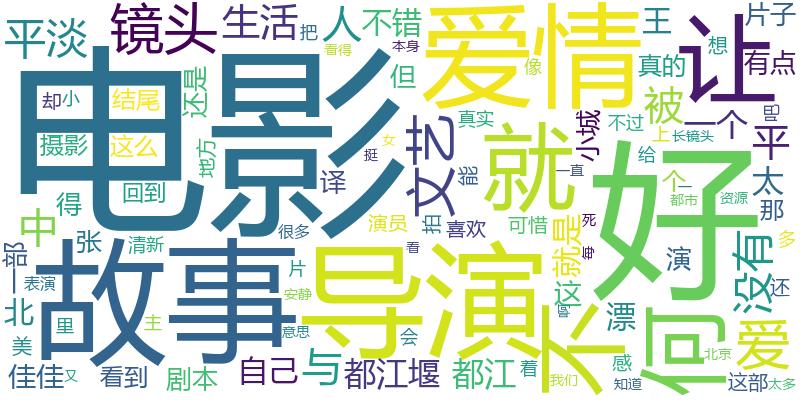 电影
好
故事
导演
爱情
就
让
不
何
镜头
生活
人
不错
王
片子
平淡
把
看得
本身
像
想
真的
有点
但
却
小
结尾
还是
被
一个
吧
摄影
这么
地方
女
挺
文艺
真实
小城
不过
上
长镜头
平
得
回到
译
能
一直
给
个
一
都市
资源
太
那
中
张
清新
很多
演员
拍
喜欢
可惜
就是
死
每
没有
多
一部
表演
片
看
演
还
北
里
主
安静
意思
会
这
漂
爱
美
佳佳
又
看到
剧本
自己
与
都江堰
都江
着
我们
感
知道
北京
这部
太多